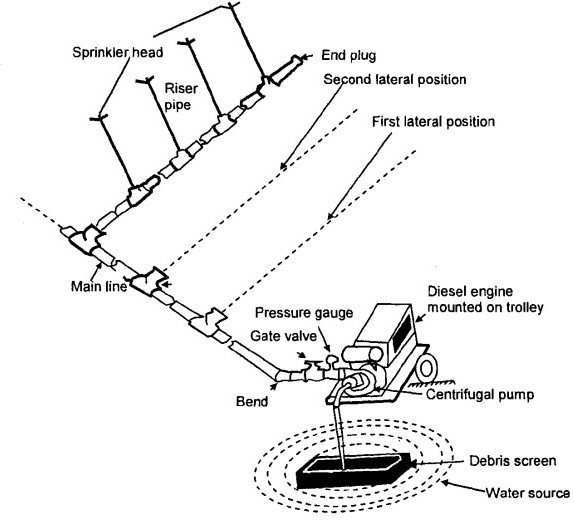 Sprinkler head
End plug
Riser
pipe
Second lateral position
First lateral position
Main line
Diesel engine
mounted on trolley
Pressure gauge
Gate valve
Bend
Centrifugal pump
Debris screen
Water source